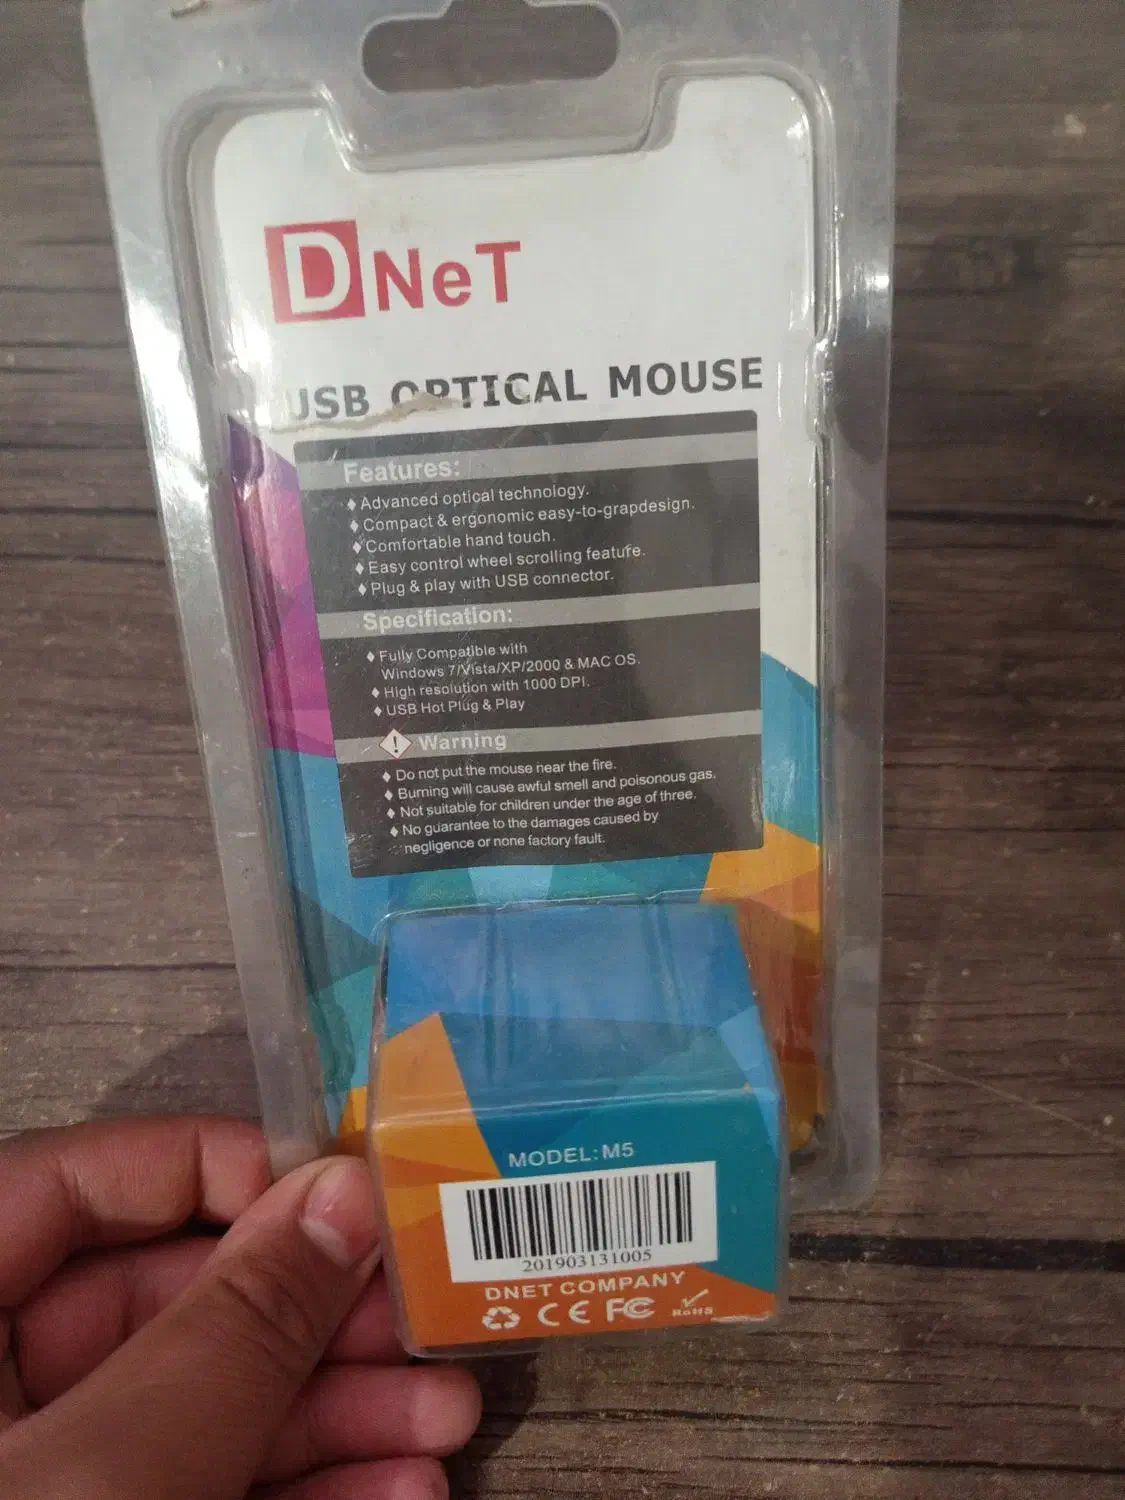 DNeT
USB OPTICAL MOUSE
Features:
♦ Advanced optical technology.
♦ Compact & ergonomic easy-to-grapdesign.
♦ Comfortable hand touch.
♦ Easy control wheel scrolling feature.
♦ Plug & play with USB connector.
Specification:
♦ Fully Compatible with
Windows 7/Vista/XP/2000 & MAC OS.
♦ High resolution with 1000 DPI.
♦ USB Hot Plug & Play
! Warning
♦ Do not put the mouse near the fire.
♦ Burning will cause awful smell and poisonous gas.
♦ Not suitable for children under the age of three.
♦ No guarantee to the damages caused by
negligence or none factory fault.
MODEL:M5
201903131005
DNET COMPANY
CE FC RoHS